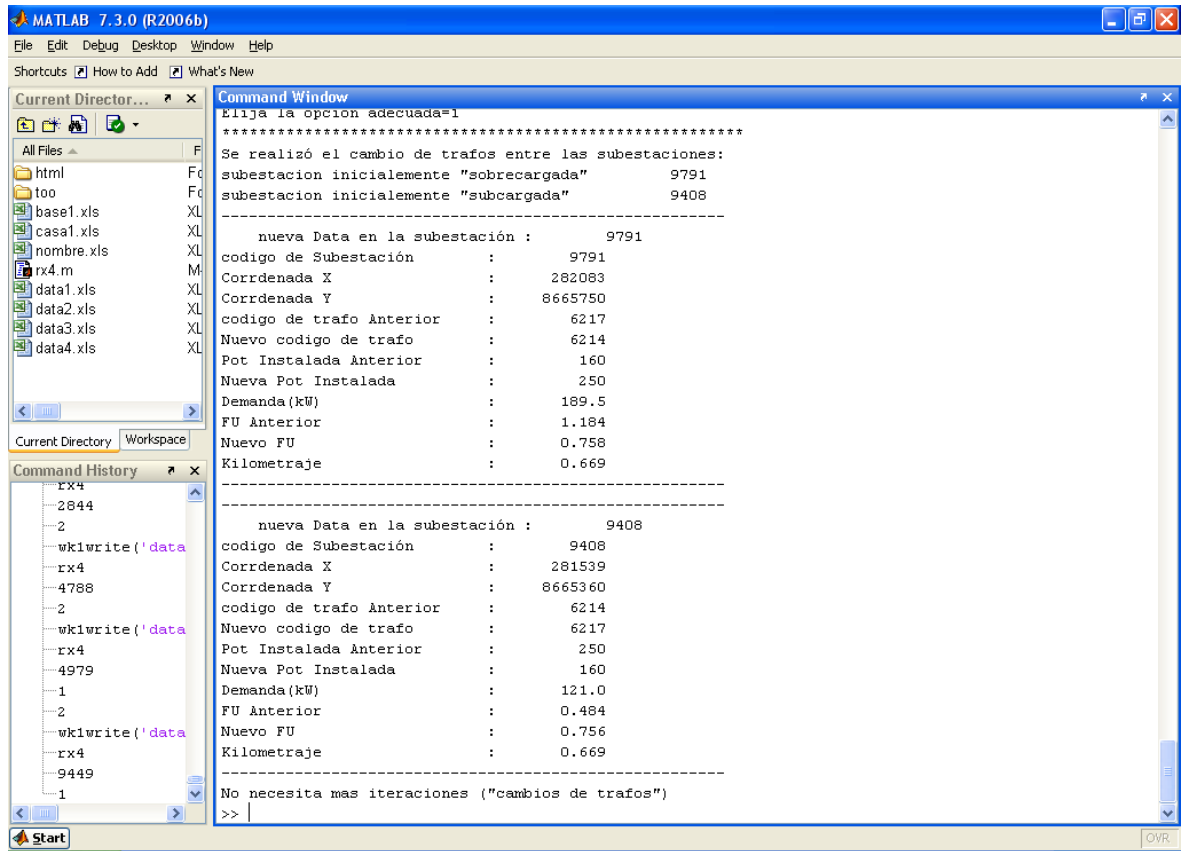 MATLAB 7.3.0 (R2006b)
File Edit Debug Desktop Window Help
Shortcuts How to Add What's New
Current Director...
All Files F
html Fo
too Fo
base1.xls XL
casa1.xls XL
nombre.xls XL
rx4.m M-
data1.xls XL
data2.xls XL
data3.xls XL
data4.xls XL
Current Directory Workspace
Command History
rx4
2844
2
wk1write('data
rx4
4788
2
wk1write('data
rx4
4979
1
2
wk1write('data
rx4
9449
1
Command Window
Elija la opcion adecuada=1
*********************************************************
Se realizó el cambio de trafos entre las subestaciones:
subestacion inicialemente "sobrecargada" 9791
subestacion inicialemente "subcargada" 9408
-------------------------------------------------------
nueva Data en la subestación : 9791
codigo de Subestación : 9791
Corrdenada X : 282083
Corrdenada Y : 8665750
codigo de trafo Anterior : 6217
Nuevo codigo de trafo : 6214
Pot Instalada Anterior : 160
Nueva Pot Instalada : 250
Demanda(kW) : 189.5
FU Anterior : 1.184
Nuevo FU : 0.758
Kilometraje : 0.669
-------------------------------------------------------
-------------------------------------------------------
nueva Data en la subestación : 9408
codigo de Subestación : 9408
Corrdenada X : 281539
Corrdenada Y : 8665360
codigo de trafo Anterior : 6214
Nuevo codigo de trafo : 6217
Pot Instalada Anterior : 250
Nueva Pot Instalada : 160
Demanda(kW) : 121.0
FU Anterior : 0.484
Nuevo FU : 0.756
Kilometraje : 0.669
-------------------------------------------------------
No necesita mas iteraciones ("cambios de trafos")
>>
Start
OVR